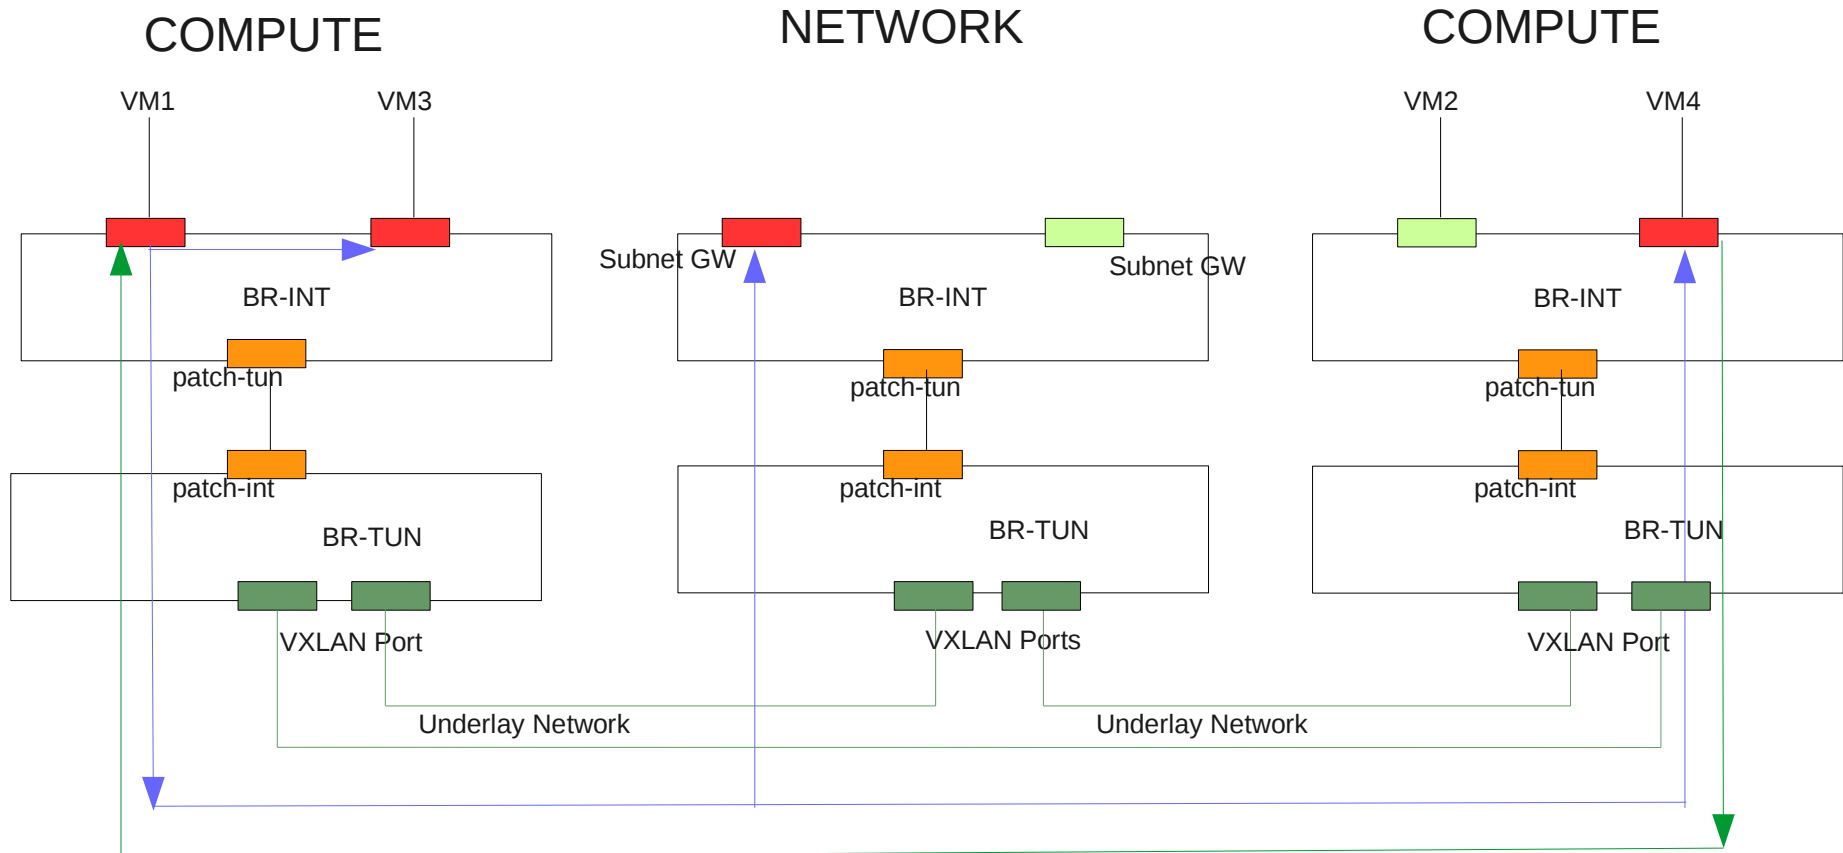 COMPUTE
NETWORK
COMPUTE
VM1
VM3
VM2
VM4
Subnet GW
Subnet GW
BR-INT
BR-INT
BR-INT
patch-tun
patch-tun
patch-tun
patch-int
patch-int
patch-int
BR-TUN
BR-TUN
BR-TUN
VXLAN Port
VXLAN Ports
VXLAN Port
Underlay Network
Underlay Network